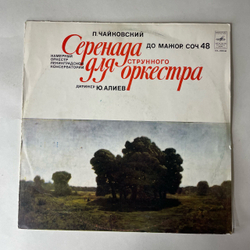 П. ЧАЙКОВСКИЙ
Серенада ДО МАЖОР СОЧ 48
КАМЕРНЫЙ
ОРКЕСТР
ЛЕНИНГРАДСКОЙ
КОНСЕРВАТОРИИ
для СТРУННОГО
оркестра
ДИРИЖЕР Ю. АЛИЕВ